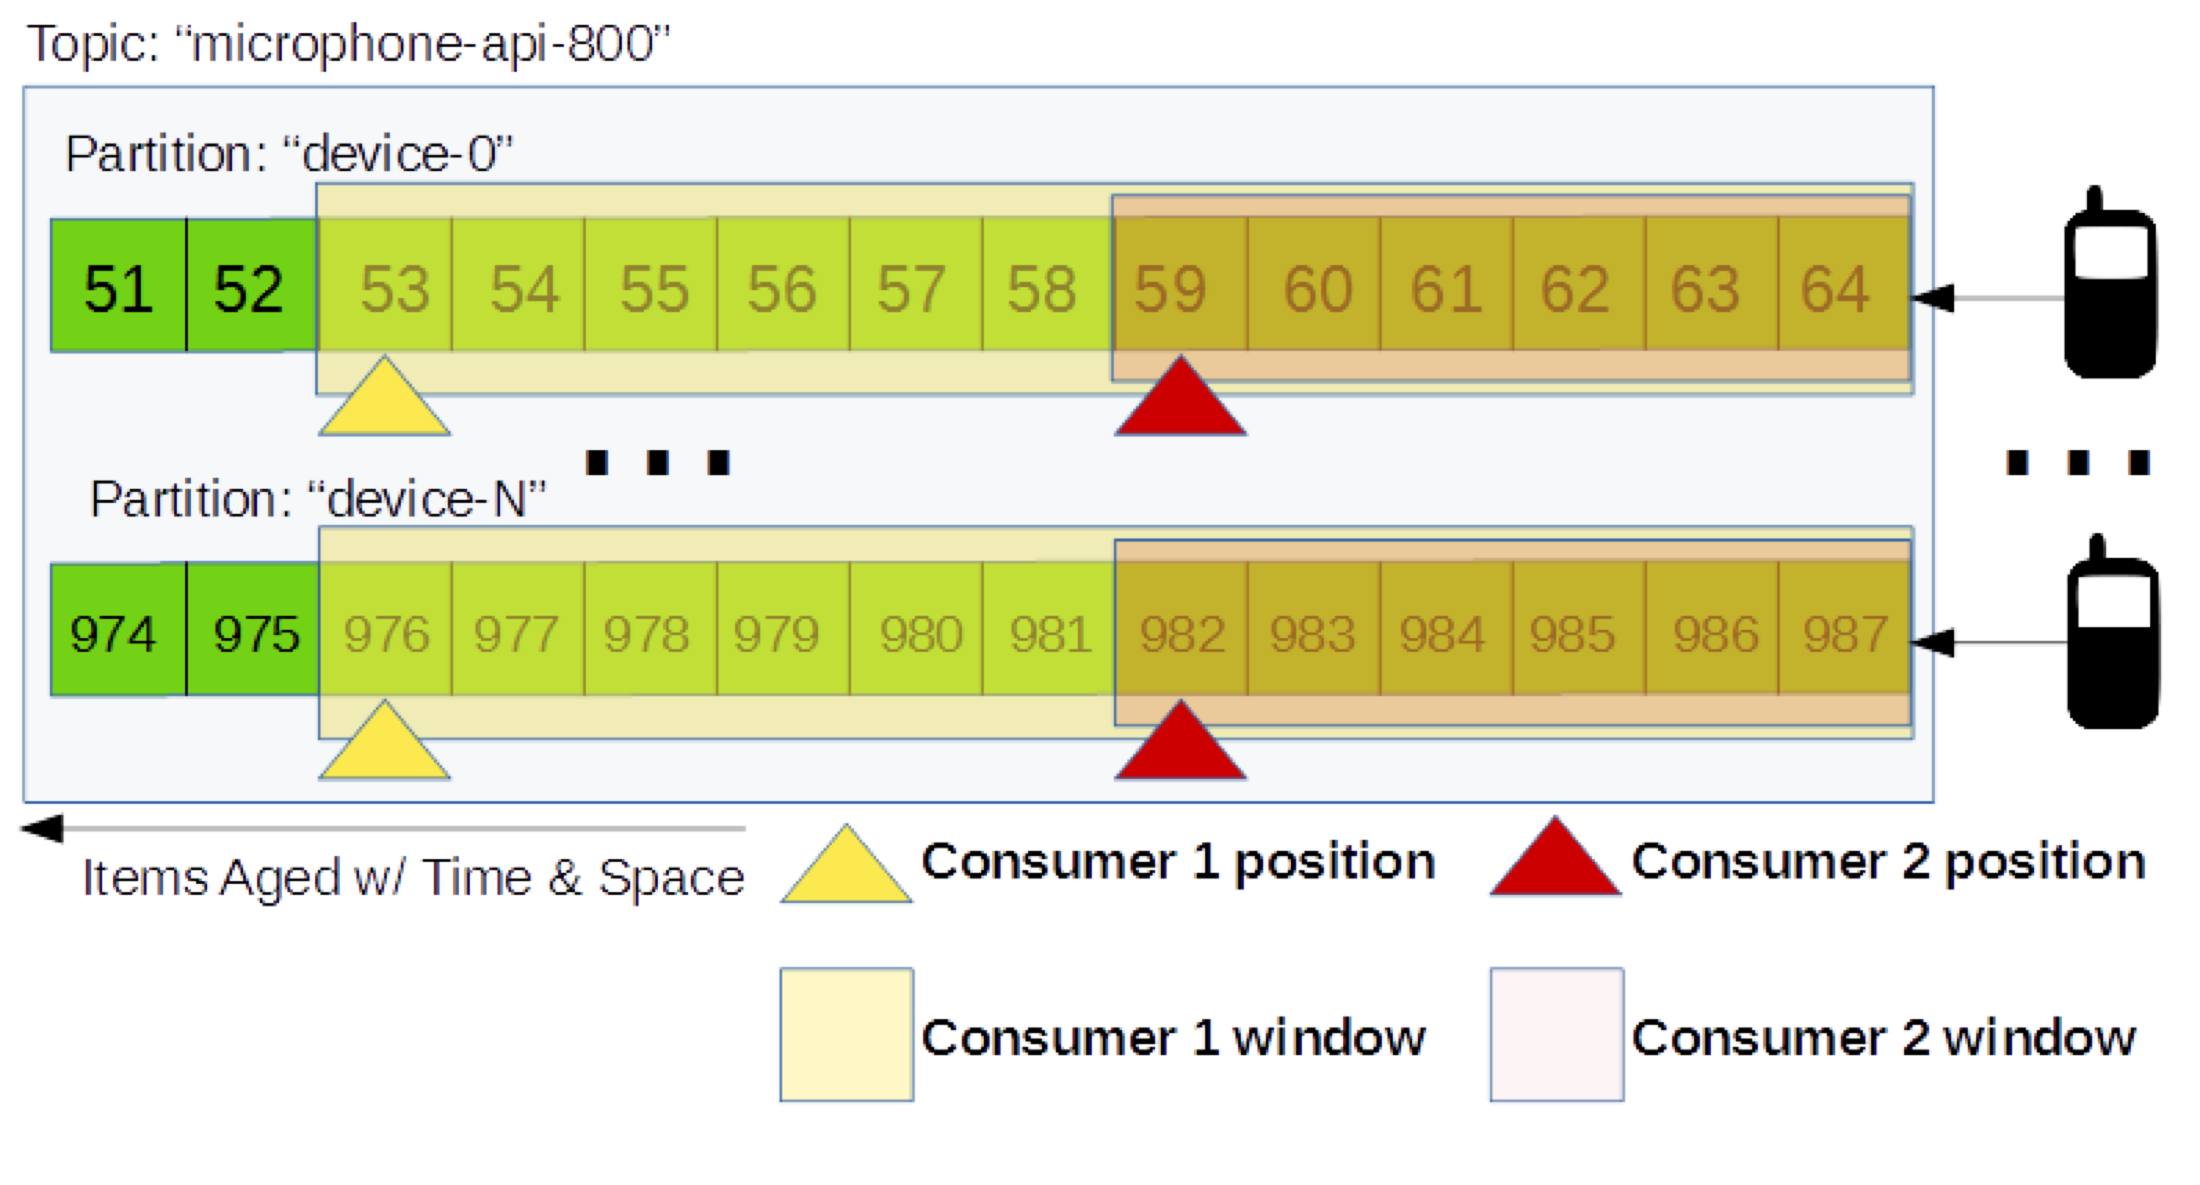 Topic: “microphone-api-800”
Partition: “device-0”
51 52 53 54 55 56 57 58 59 60 61 62 63 64
Partition: “device-N”
974 975 976 977 978 979 980 981 982 983 984 985 986 987
Items Aged w/ Time & Space
Consumer 1 position
Consumer 2 position
Consumer 1 window
Consumer 2 window